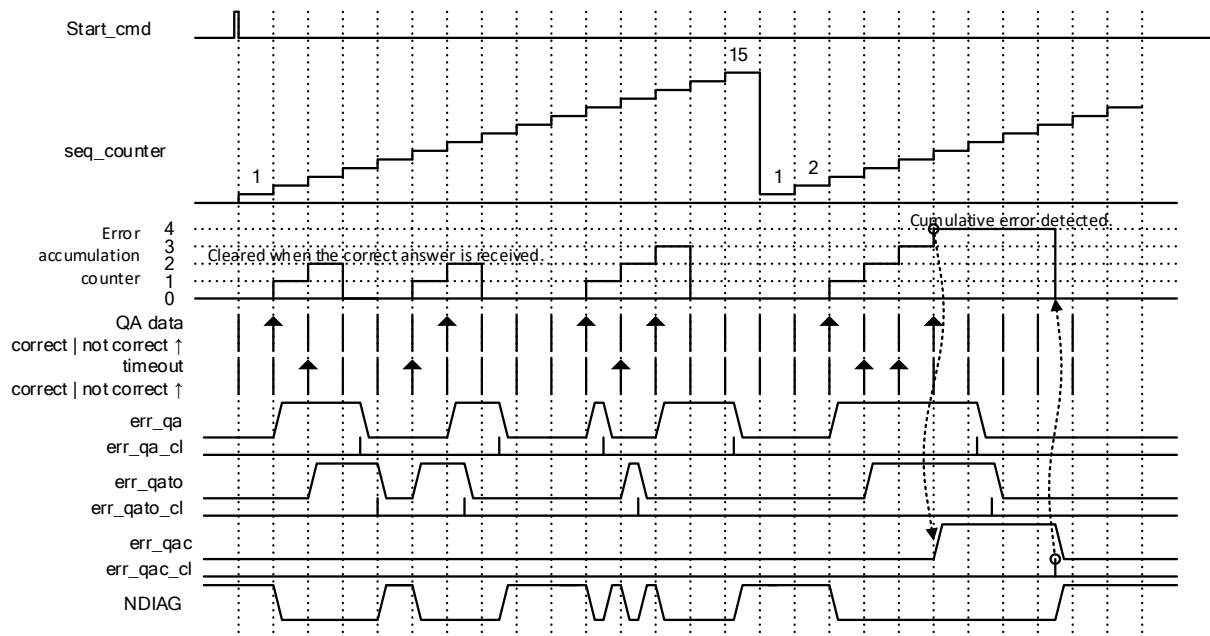 Start_cmd
15
seq_counter
1
1
2
Cumulative error detected.
Error
accumulation
counter
4
3
2
1
0
Cleared when the correct answer is received.
QA data
correct | not correct ↑
timeout
correct | not correct ↑
err_qa
err_qa_cl
err_qato
err_qato_cl
err_qac
err_qac_cl
NDIAG